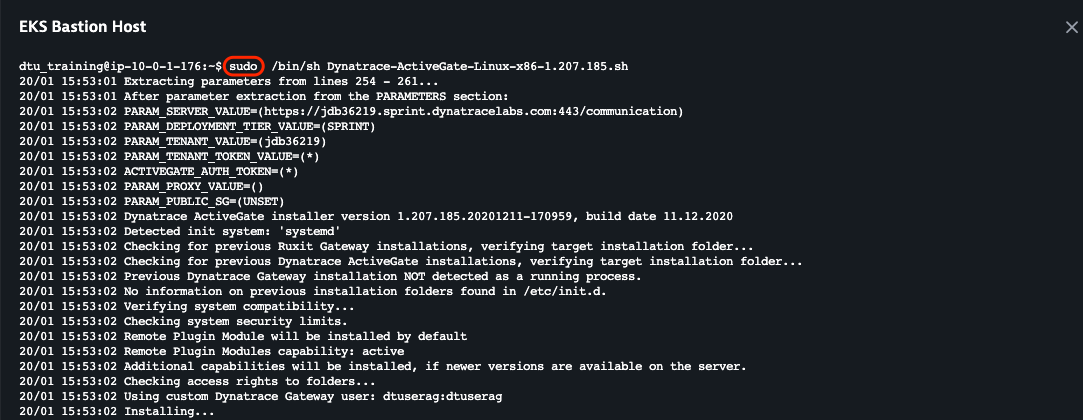 EKS Bastion Host
dtu_training@ip-10-0-1-176:~$ sudo /bin/sh Dynatrace-ActiveGate-Linux-x86-1.207.185.sh
20/01 15:53:01 Extracting parameters from lines 254 - 261...
20/01 15:53:01 After parameter extraction from the PARAMETERS section:
20/01 15:53:02 PARAM_SERVER_VALUE=(https://jdb36219.sprint.dynatracelabs.com:443/communication)
20/01 15:53:02 PARAM_DEPLOYMENT_TIER_VALUE=(SPRINT)
20/01 15:53:02 PARAM_TENANT_VALUE=(jdb36219)
20/01 15:53:02 PARAM_TENANT_TOKEN_VALUE=(*)
20/01 15:53:02 ACTIVEGATE_AUTH_TOKEN=(*)
20/01 15:53:02 PARAM_PROXY_VALUE=()
20/01 15:53:02 PARAM_PUBLIC_SG=(UNSET)
20/01 15:53:02 Dynatrace ActiveGate installer version 1.207.185.20201211-170959, build date 11.12.2020
20/01 15:53:02 Detected init system: 'systemd'
20/01 15:53:02 Checking for previous Ruxit Gateway installations, verifying target installation folder...
20/01 15:53:02 Checking for previous Dynatrace ActiveGate installations, verifying target installation folder...
20/01 15:53:02 Previous Dynatrace Gateway installation NOT detected as a running process.
20/01 15:53:02 No information on previous installation folders found in /etc/init.d.
20/01 15:53:02 Verifying system compatibility...
20/01 15:53:02 Checking system security limits.
20/01 15:53:02 Remote Plugin Module will be installed by default
20/01 15:53:02 Remote Plugin Modules capability: active
20/01 15:53:02 Additional capabilities will be installed, if newer versions are available on the server.
20/01 15:53:02 Checking access rights to folders...
20/01 15:53:02 Using custom Dynatrace Gateway user: dtuserag:dtuserag
20/01 15:53:02 Installing...